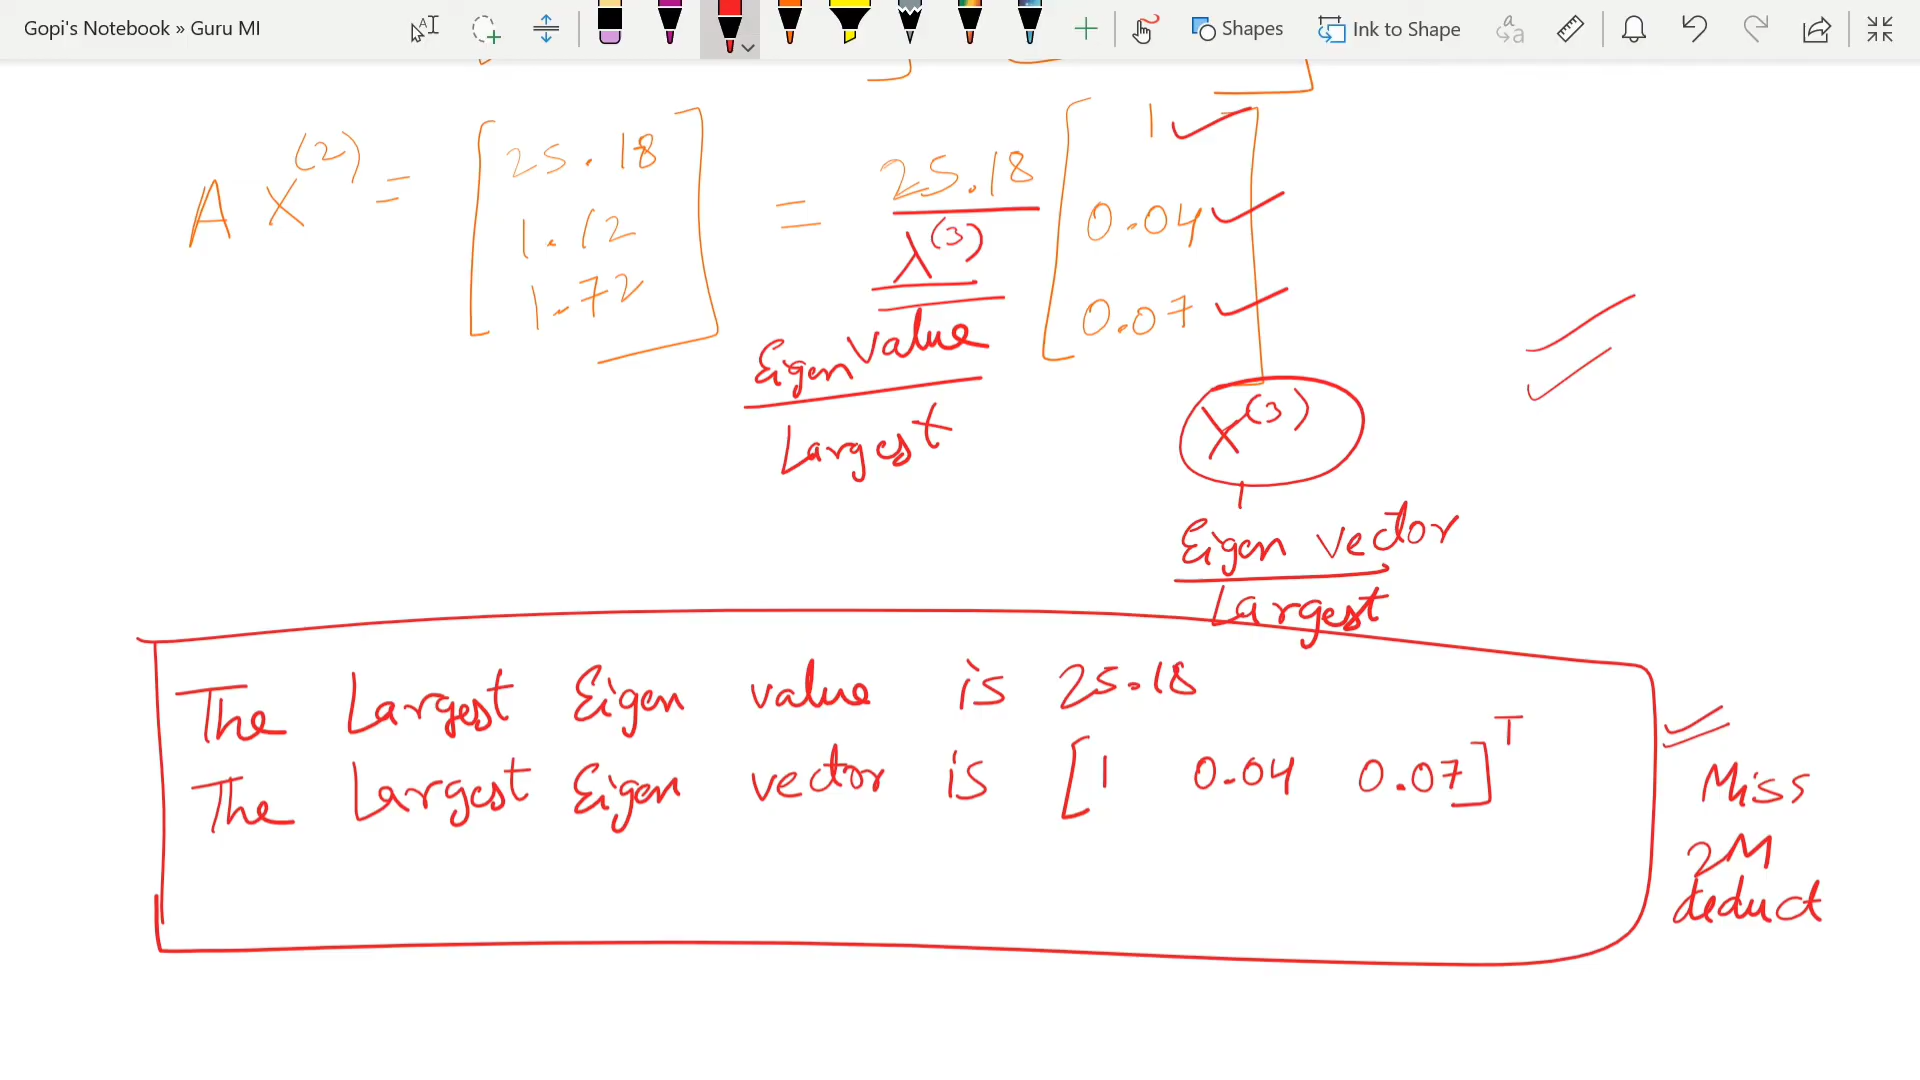 Gopi's Notebook » Guru MI
Shapes
Ink to Shape
A X^(2) = [25.18 1.12 1.72] = 25.18 [1 0.04 0.07]
λ^(3)
Eigen value
Largest
X^(3)
Eigen vector
Largest
The Largest Eigen value is 25.18
The Largest Eigen vector is [1 0.04 0.07]^T
Miss
2M
deduct